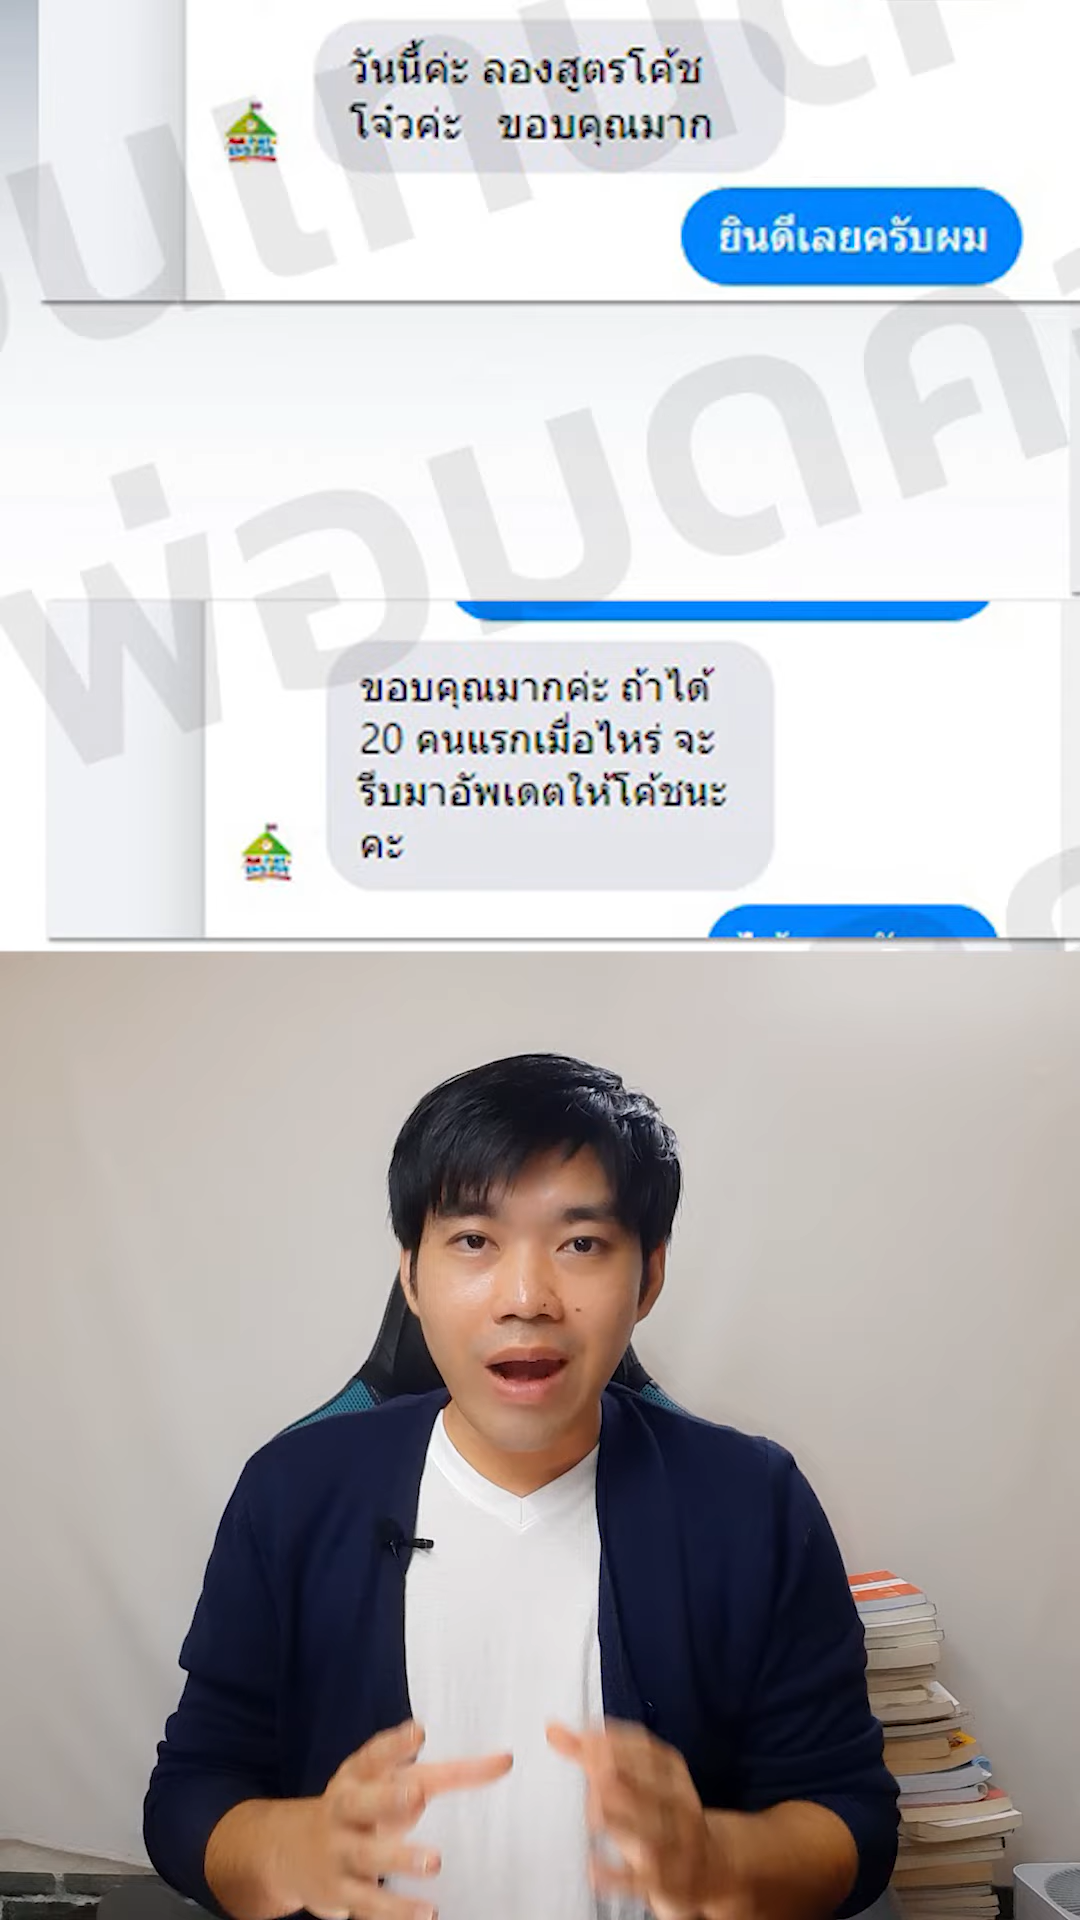 วันนี้ค่ะ ลองสูตรโค้ช
โจ๋วค่ะ ขอบคุณมาก
ยินดีเลยครับผม
พ่อมด
ขอบคุณมากค่ะ ถ้าได้
20 คนแรกเมื่อไหร่ จะ
รีบมาอัพเดตให้โค้ชนะ
คะ